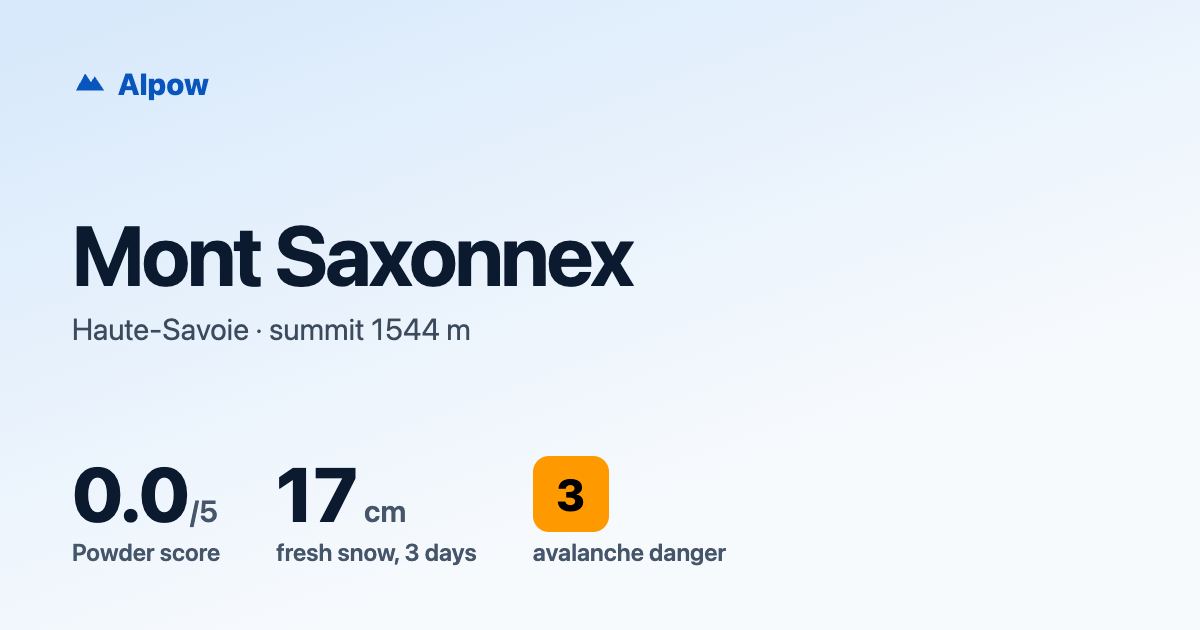 Alpow
Mont Saxonnex
Haute-Savoie · summit 1544 m
0.0/5
Powder score
17 cm
fresh snow, 3 days
3
avalanche danger